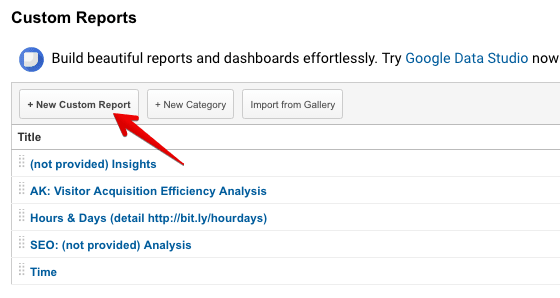 Custom Reports
Build beautiful reports and dashboards effortlessly. Try Google Data Studio now
+ New Custom Report + New Category Import from Gallery
Title
(not provided) Insights
AK: Visitor Acquisition Efficiency Analysis
Hours & Days (detail http://bit.ly/hourdays)
SEO: (not provided) Analysis
Time